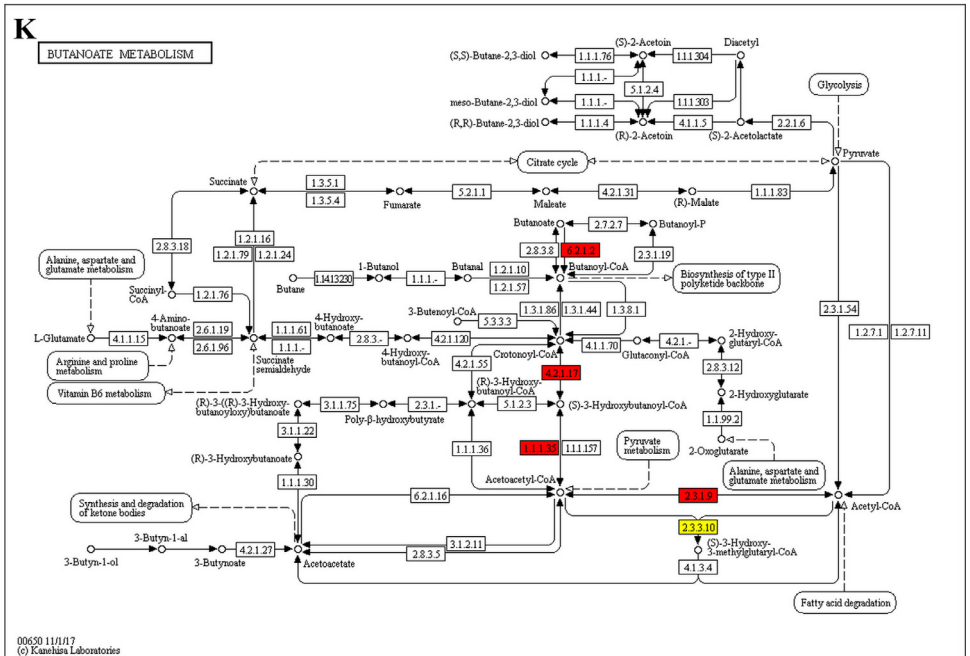 K
BUTANOATE METABOLISM
(S)-2-Acetoin
Diacetyl
(S,S)-Butane-2,3-diol
1.1.1.76
1.1.1.304
1.1.1.-
5.1.2.4
Glycolysis
meso-Butane-2,3-diol
1.1.1.-
1.1.1.303
(R,R)-Butane-2,3-diol
1.1.1.4
4.1.1.5
2.2.1.6
(R)-2-Acetoin
(S)-2-Acetolactate
Pyruvate
Citrate cycle
Succinate
1.3.5.1
1.3.5.4
Fumarate
5.2.1.1
Maleate
4.2.1.31
(R)-Malate
1.1.1.83
Butanoate
2.7.2.7
Butanoyl-P
2.8.3.18
1.2.1.16
1.2.1.79
1.2.1.24
2.8.3.8
6.2.1.2
2.3.1.19
Alanine, aspartate and
glutamate metabolism
Butane
1.14.13230
1-Butanol
1.1.1.-
Butanal
1.2.1.10
1.2.1.57
Butanoyl-CoA
Biosynthesis of type II
polyketide backbone
Succinyl-
CoA
1.2.1.76
3-Butenoyl-CoA
5.3.3.3
1.3.1.86
1.3.1.44
1.3.8.1
2.3.1.54
1.2.7.1
1.2.7.11
L-Glutamate
4.1.1.15
4-Amino-
butanoate
2.6.1.19
2.6.1.96
Succinate
semialdehyde
1.1.1.61
1.1.1.-
4-Hydroxy-
butanoate
2.8.3.-
4-Hydroxy-
butanoyl-CoA
4.2.1.120
Crotonoyl-CoA
4.1.1.70
Glutaconyl-CoA
4.2.1.-
2-Hydroxy-
glutaryl-CoA
Arginine and proline
metabolism
Vitamin B6 metabolism
4.2.1.55
4.2.1.17
2.8.3.12
(R)-3-((R)-3-Hydroxy-
butanoyloxy)butanoate
3.1.1.75
Poly-β-hydroxybutyrate
2.3.1.-
(R)-3-Hydroxy-
butanoyl-CoA
5.1.2.3
(S)-3-Hydroxybutanoyl-CoA
2-Hydroxyglutarate
3.1.1.22
1.1.99.2
(R)-3-Hydroxybutanoate
1.1.1.36
1.1.1.35
1.1.1.157
Pyruvate
metabolism
2-Oxoglutarate
1.1.1.30
Acetoacetyl-CoA
Alanine, aspartate and
glutamate metabolism
Synthesis and degradation
of ketone bodies
6.2.1.16
2.3.1.9
Acetyl-CoA
2.3.3.10
3-Butyn-1-ol
3-Butyn-1-al
3-Butynoate
4.2.1.27
Acetoacetate
3.1.2.11
2.8.3.5
(S)-3-Hydroxy-
3-methylglutaryl-CoA
4.1.3.4
Fatty acid degradation
00650 11/1/17
(c) Kanehisa Laboratories